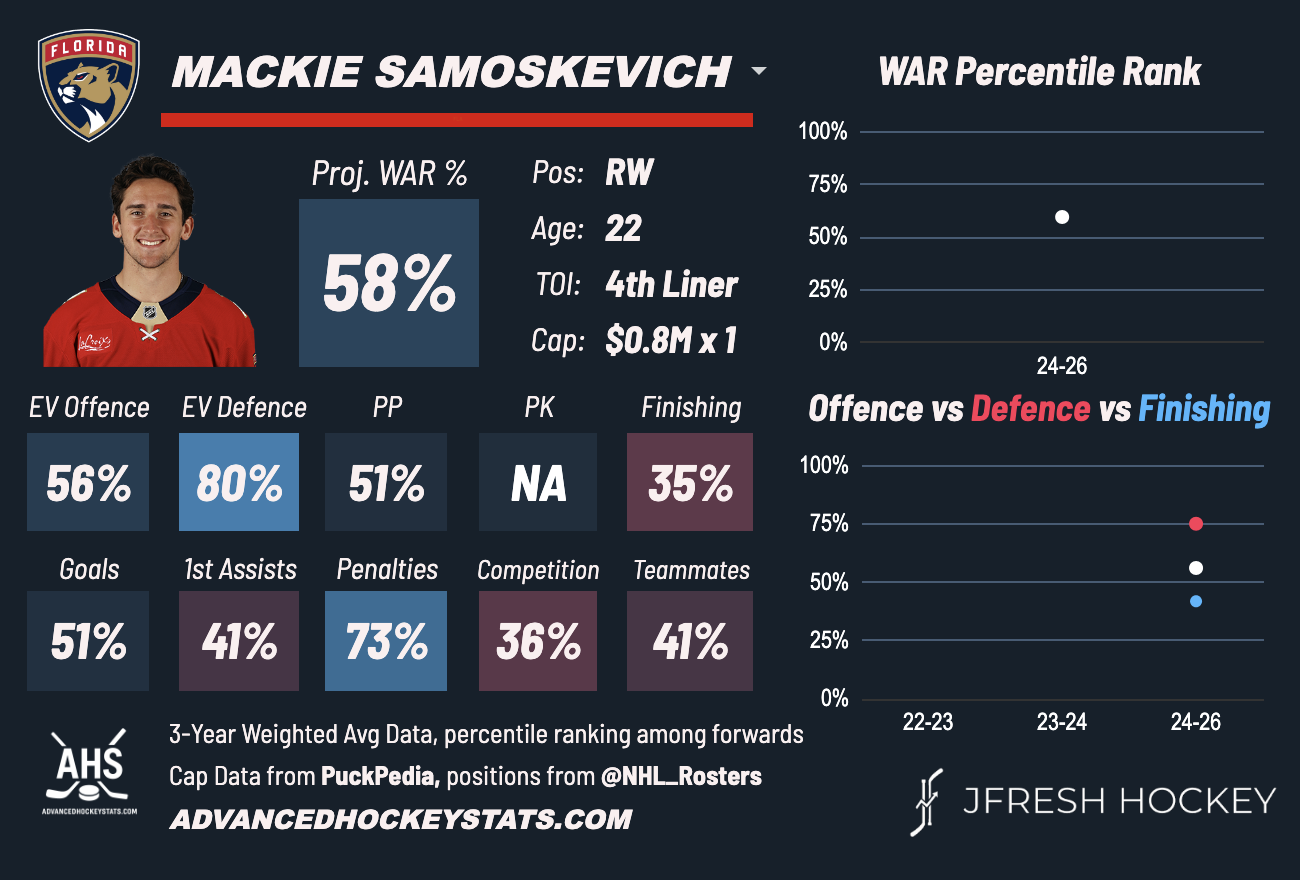 FLORIDA
MACKIE SAMOSKEVICH
WAR Percentile Rank
Proj. WAR %
58%
Pos: RW
Age: 22
TOI: 4th Liner
Cap: $0.8M x 1
100%
75%
50%
25%
0%
24-26
EV Offence EV Defence PP PK Finishing
56% 80% 51% NA 35%
Goals 1st Assists Penalties Competition Teammates
51% 41% 73% 36% 41%
Offence vs Defence vs Finishing
100%
75%
50%
25%
0%
22-23 23-24 24-26
AHS
ADVANCEDHOCKEYSTATS.COM
3-Year Weighted Avg Data, percentile ranking among forwards
Cap Data from PuckPedia, positions from @NHL_Rosters
ADVANCEDHOCKEYSTATS.COM
JFRESH HOCKEY
LaCroix